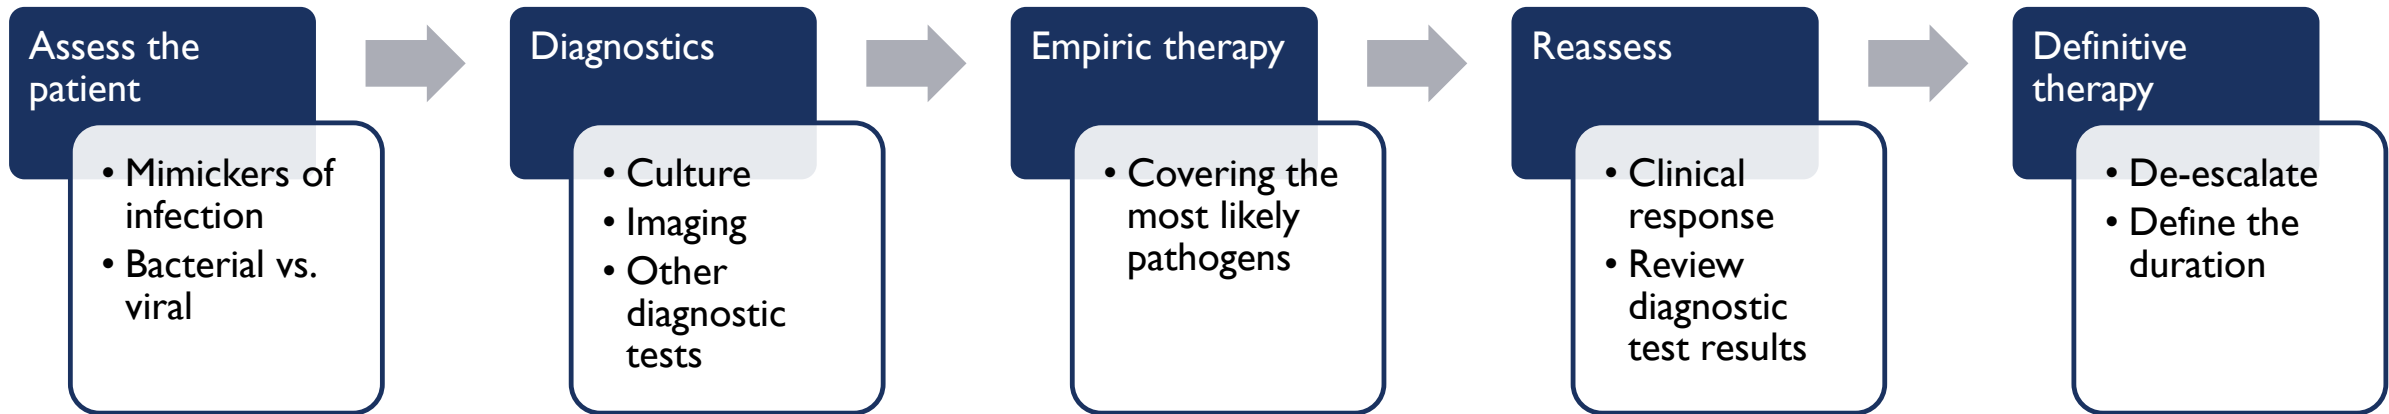 Assess the
patient
• Mimickers of
infection
• Bacterial vs.
viral
Diagnostics
• Culture
• Imaging
• Other
diagnostic
tests
Empiric therapy
• Covering the
most likely
pathogens
Reassess
• Clinical
response
• Review
diagnostic
test results
Definitive
therapy
• De-escalate
• Define the
duration